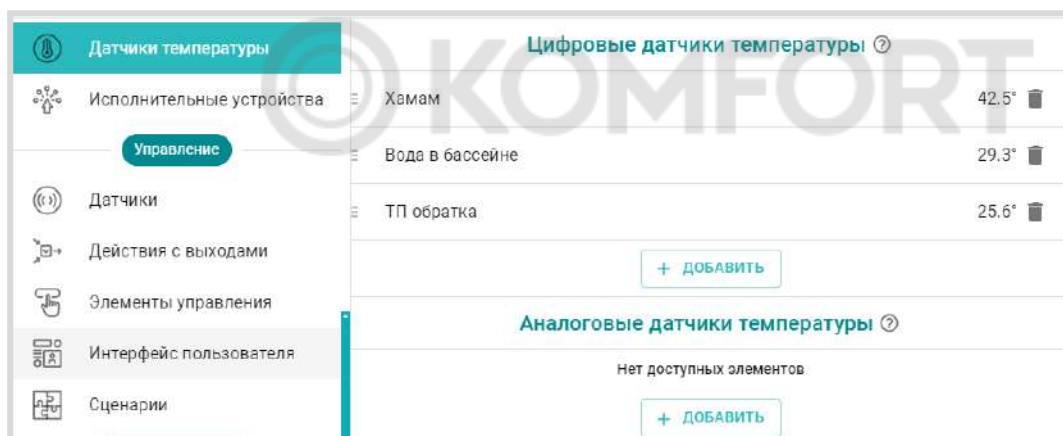 Датчики температуры
Исполнительные устройства
Управление
Датчики
Действия с выходами
Элементы управления
Интерфейс пользователя
Сценарии
Цифровые датчики температуры ?
Хамам 42.5°
Вода в бассейне 29.3°
ТП обратка 25.6°
+ ДОБАВИТЬ
Аналоговые датчики температуры ?
Нет доступных элементов
+ ДОБАВИТЬ
KOMFORT